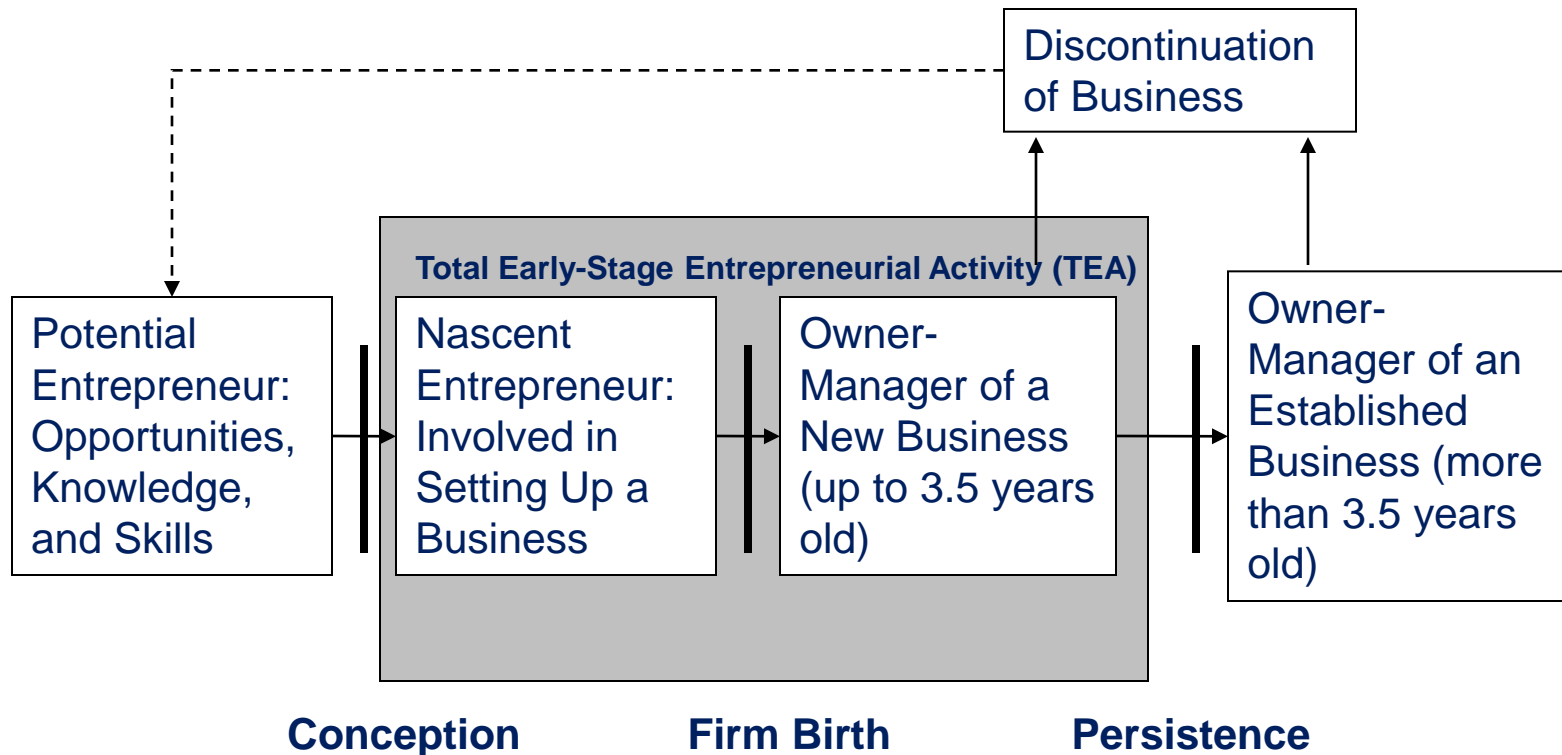 Discontinuation
of Business
Total Early-Stage Entrepreneurial Activity (TEA)
Potential
Entrepreneur:
Opportunities,
Knowledge,
and Skills
Nascent
Entrepreneur:
Involved in
Setting Up a
Business
Owner-
Manager of a
New Business
(up to 3.5 years
old)
Owner-
Manager of an
Established
Business (more
than 3.5 years
old)
Conception
Firm Birth
Persistence